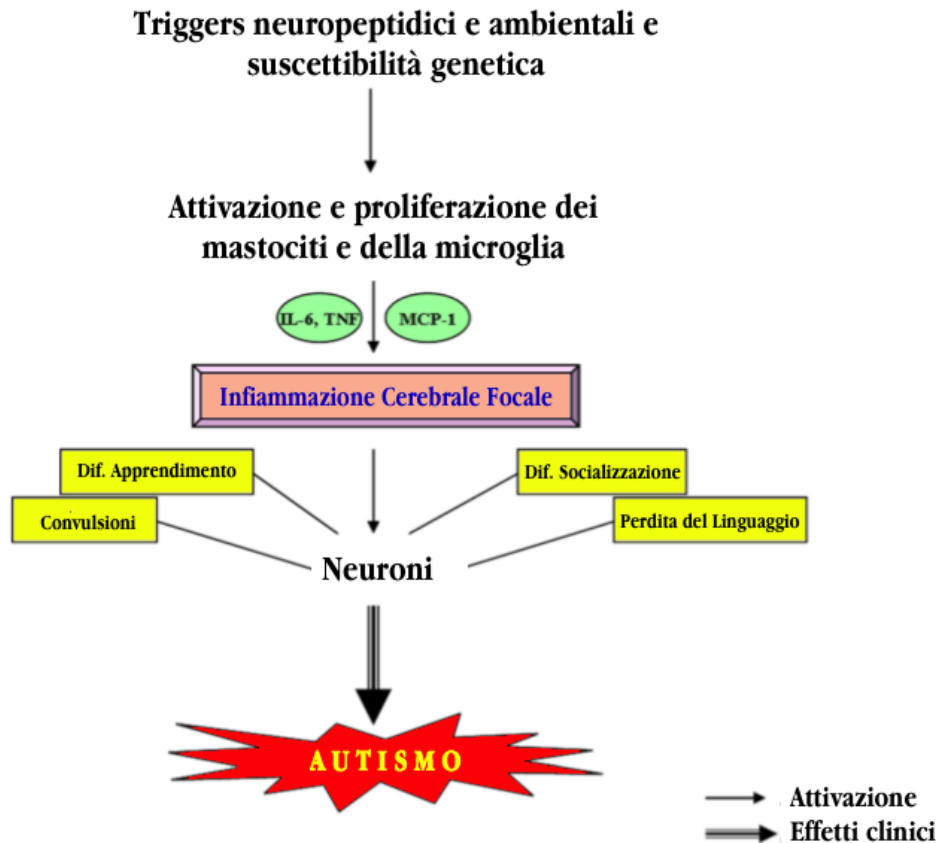 Triggers neuropeptidici e ambientali e
suscettibilità genetica
Attivazione e proliferazione dei
mastociti e della microglia
IL-6, TNF
MCP-1
Infiammazione Cerebrale Focale
Dif. Apprendimento
Dif. Socializzazione
Convulsioni
Perdita del Linguaggio
Neuroni
AUTISMO
Attivazione
Effetti clinici